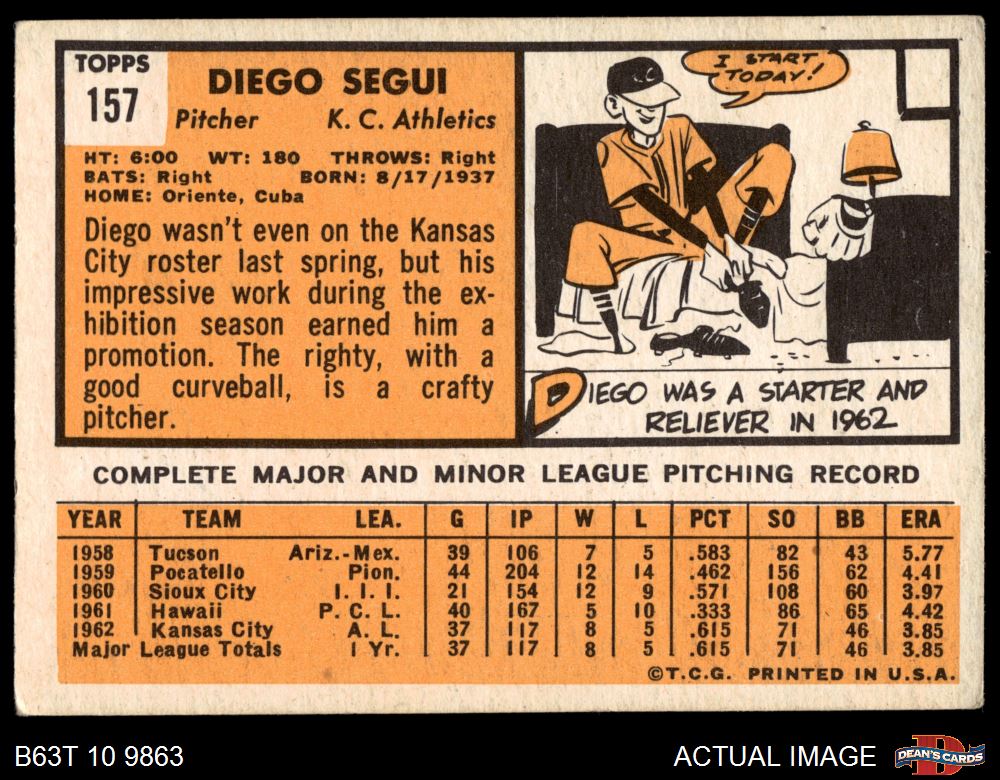 TOPPS
157
DIEGO SEGUI
Pitcher K. C. Athletics
HT: 6:00 WT: 180 THROWS: Right
BATS: Right BORN: 8/17/1937
HOME: Oriente, Cuba
Diego wasn't even on the Kansas
City roster last spring, but his
impressive work during the ex-
hibition season earned him a
promotion. The righty, with a
good curveball, is a crafty
pitcher.
I START
TODAY!
DIEGO WAS A STARTER AND
RELIEVER IN 1962
COMPLETE MAJOR AND MINOR LEAGUE PITCHING RECORD
YEAR TEAM LEA. G IP W L PCT SO BB ERA
1958 Tucson Ariz.-Mex. 39 106 7 5 .583 82 43 5.77
1959 Pocatello Pion. 44 204 12 14 .462 156 62 4.41
1960 Sioux City I. I. I. 21 154 12 9 .571 108 60 3.97
1961 Hawaii P. C. L. 40 167 5 10 .333 86 65 4.42
1962 Kansas City A. L. 37 117 8 5 .615 71 46 3.85
Major League Totals 1 Yr. 37 117 8 5 .615 71 46 3.85
©T.C.G. PRINTED IN U.S.A.
B63T 10 9863 ACTUAL IMAGE DEAN'S CARDS